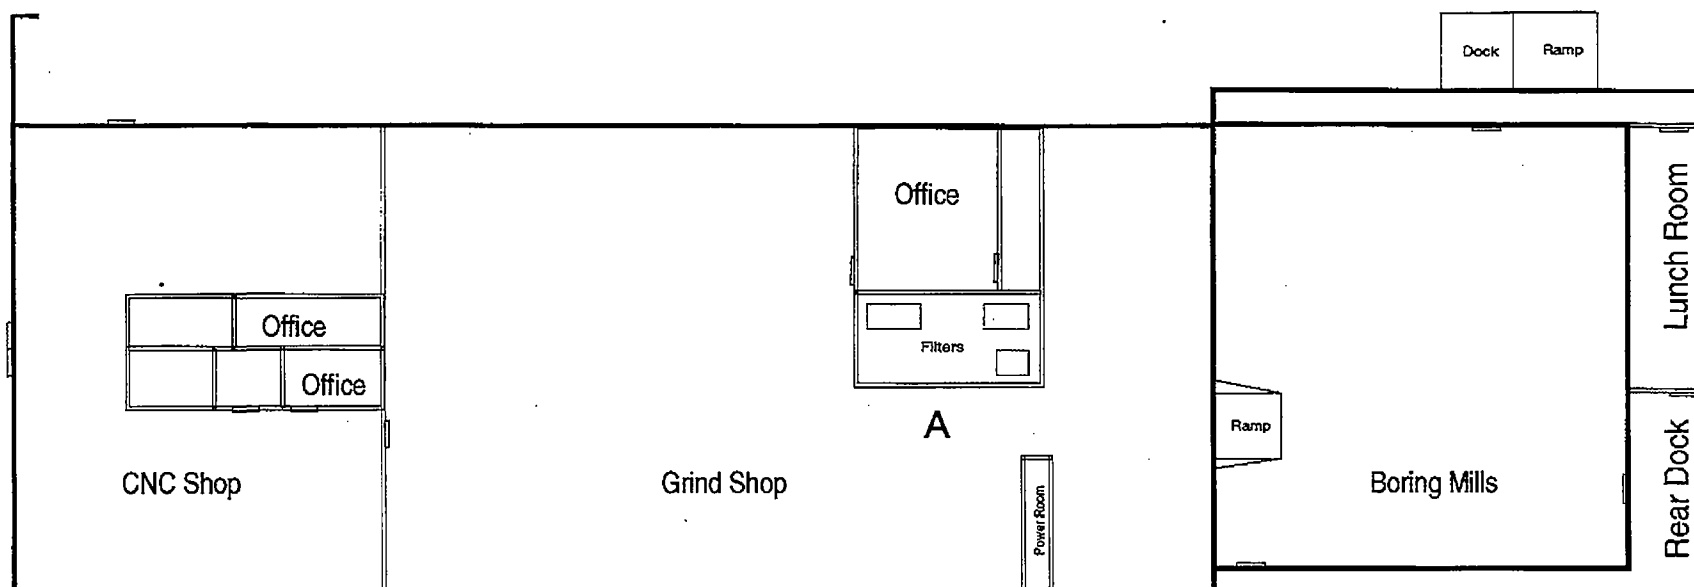 Dock
Ramp
Office
Lunch Room
Office
Filters
Office
A
Ramp
CNC Shop
Grind Shop
Power Room
Boring Mills
Rear Dock